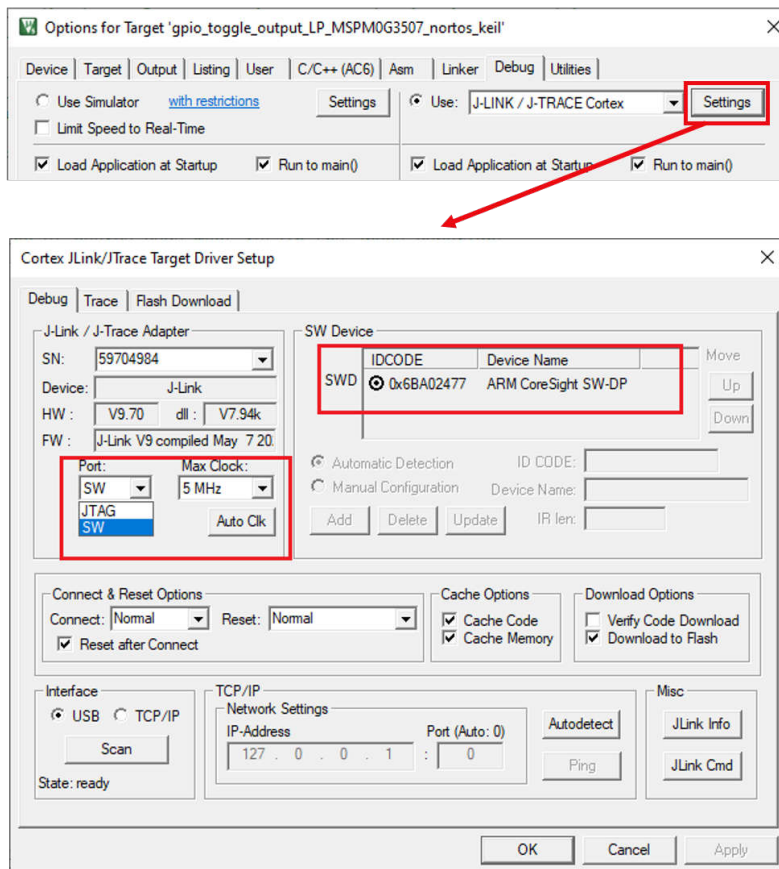 Options for Target 'gpio_toggle_output_LP_MSPM0G3507_nortos_keil'
Device Target Output Listing User C/C++ (AC6) Asm Linker Debug Utilities
Use Simulator with restrictions Settings Use: J-LINK / J-TRACE Cortex Settings
Limit Speed to Real-Time
Load Application at Startup Run to main() Load Application at Startup Run to main()
Cortex JLink/JTrace Target Driver Setup
Debug Trace Flash Download
J-Link / J-Trace Adapter SW Device
SN: 59704984 IDCODE Device Name Move
Device: J-Link SWD 0x6BA02477 ARM CoreSight SW-DP Up
HW : V9.70 dll : V7.94k Down
FW : J-Link V9 compiled May 7 20
Port: Max Clock: Automatic Detection ID CODE:
SW 5 MHz Manual Configuration Device Name:
JTAG
SW Auto Clk Add Delete Update IR len:
Connect & Reset Options Cache Options Download Options
Connect: Normal Reset: Normal Cache Code Verify Code Download
Reset after Connect Cache Memory Download to Flash
Interface TCP/IP Misc
USB TCP/IP Network Settings
IP-Address Port (Auto: 0) Autodetect JLink Info
Scan 127 . 0 . 0 . 1 : 0 Ping JLink Cmd
State: ready
OK Cancel Apply